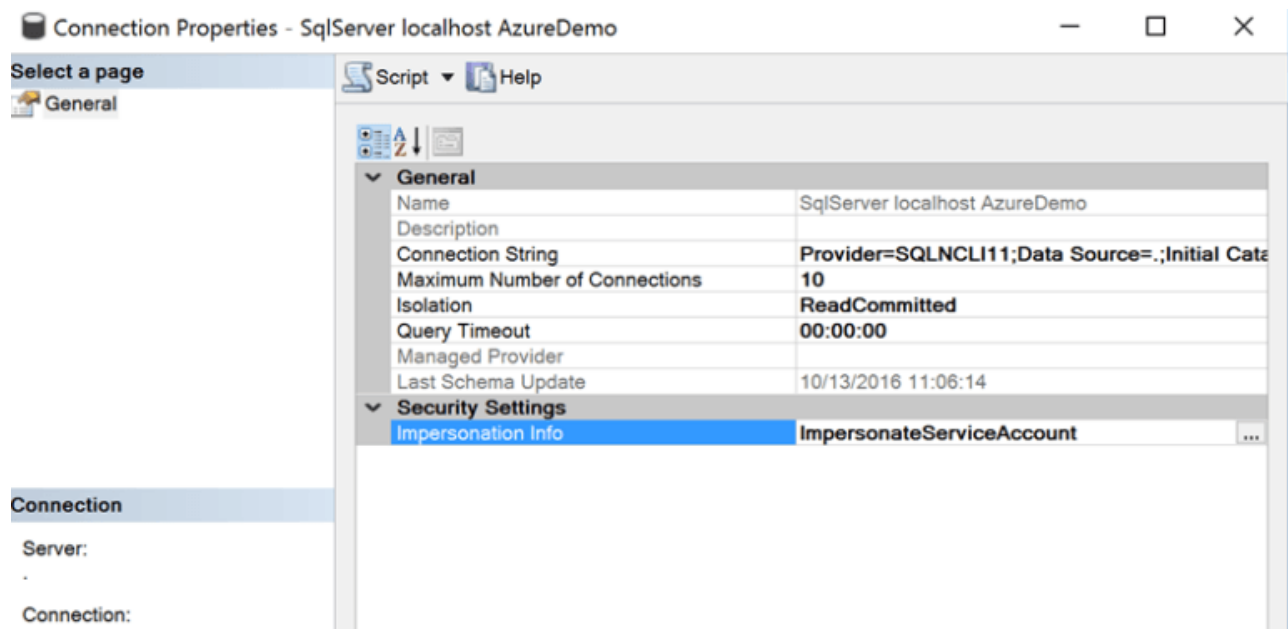 Connection Properties - SqlServer localhost AzureDemo
Select a page
General
Script Help
General
Name SqlServer localhost AzureDemo
Description
Connection String Provider=SQLNCLI11;Data Source=.;Initial Cata
Maximum Number of Connections 10
Isolation ReadCommitted
Query Timeout 00:00:00
Managed Provider
Last Schema Update 10/13/2016 11:06:14
Security Settings
Impersonation Info ImpersonateServiceAccount ...
Connection
Server:
.
Connection: